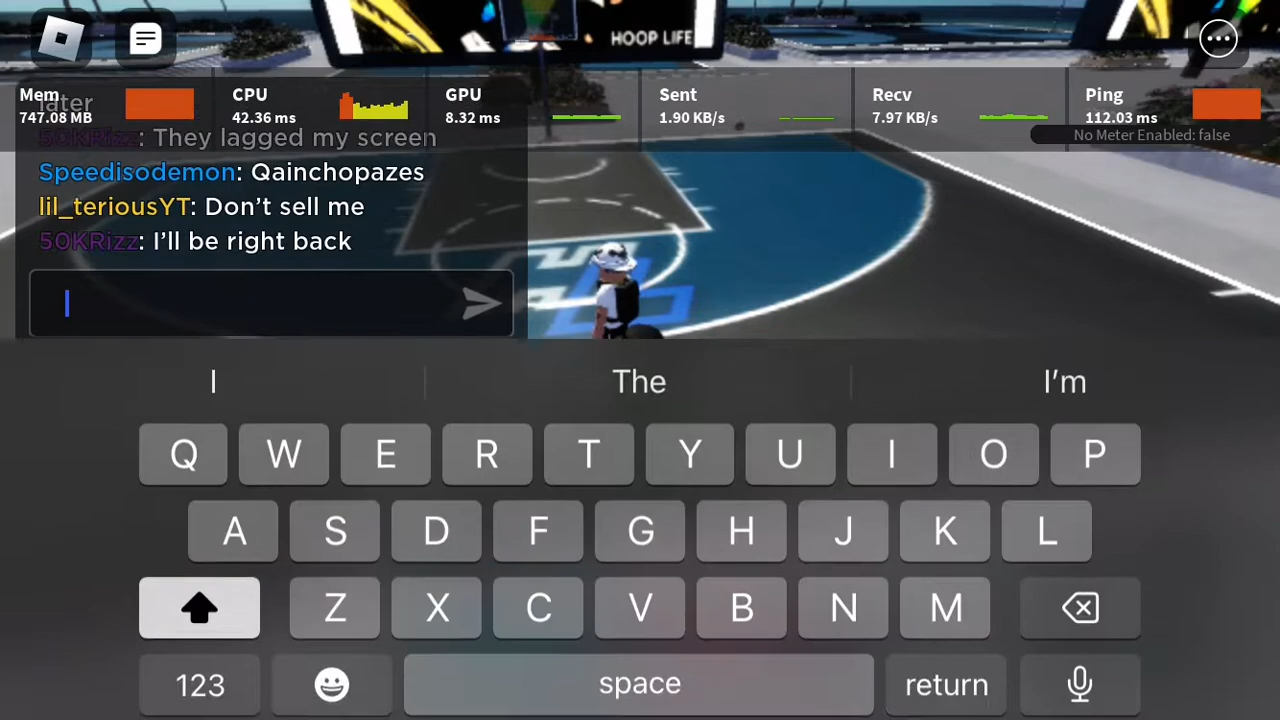 HOOP LIFE
Mem
747.08 MB
CPU
42.36 ms
GPU
8.32 ms
Sent
1.90 KB/s
Recv
7.97 KB/s
Ping
112.03 ms
No Meter Enabled: false
later
50KRizz: They lagged my screen
Speedisodemon: Qainchopazes
lil_teriousYT: Don’t sell me
50KRizz: I’ll be right back
I The I’m
Q W E R T Y U I O P
A S D F G H J K L
Z X C V B N M
123 space return